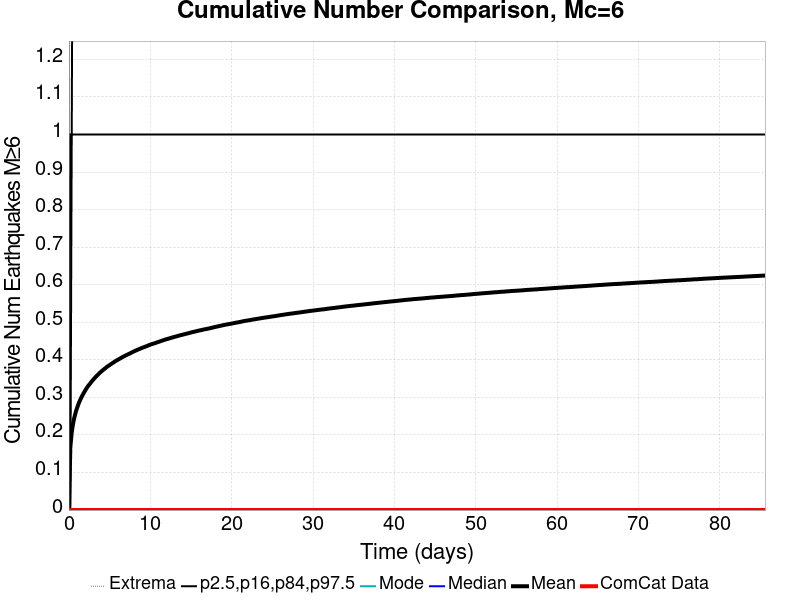 Cumulative Number Comparison, Mc=6
Cumulative Num Earthquakes M≥6
1.2
1.1
1
0.9
0.8
0.7
0.6
0.5
0.4
0.3
0.2
0.1
0
0 10 20 30 40 50 60 70 80
Time (days)
Extrema p2.5,p16,p84,p97.5 Mode Median Mean ComCat Data